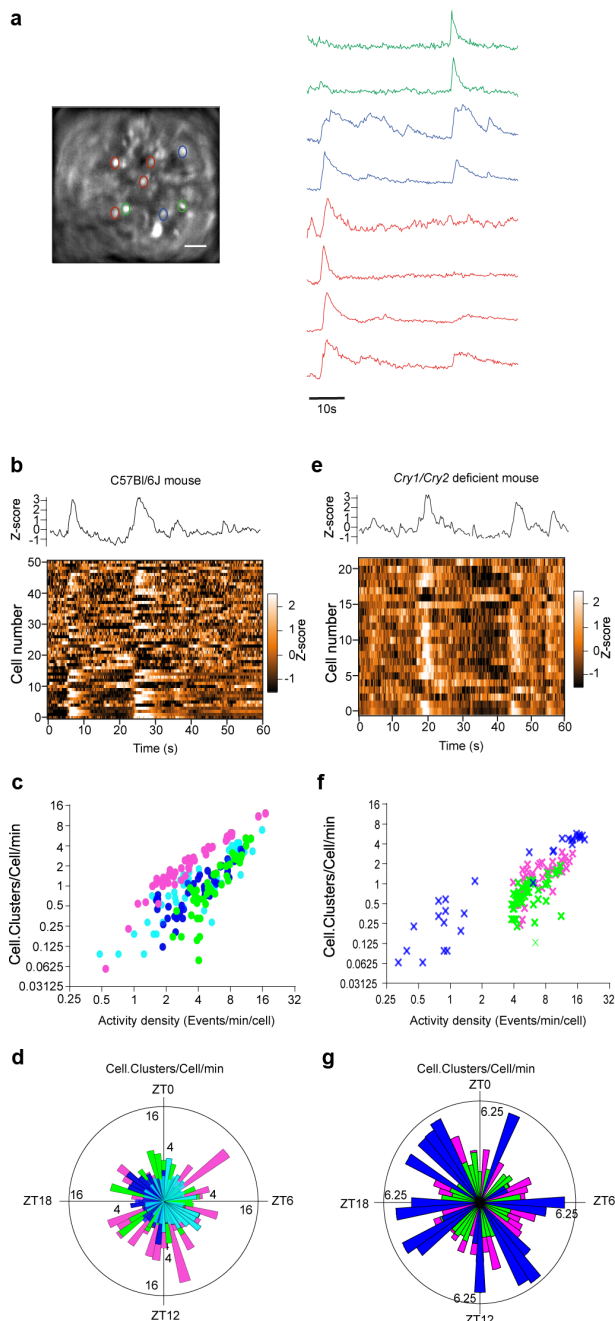 a
10s
b
C57Bl/6J mouse
Z-score
3
2
1
0
-1
Cell number
50
40
30
20
10
0
2
1
0
-1
Z-score
0 10 20 30 40 50 60
Time (s)
e
Cry1/Cry2 deficient mouse
Z-score
3
2
1
0
-1
Cell number
20
15
10
5
0
2
1
0
-1
Z-score
0 10 20 30 40 50 60
Time (s)
c
Cell.Clusters/Cell/min
16
8
4
2
1
0.5
0.25
0.125
0.0625
0.03125
0.25 0.5 1 2 4 8 16 32
Activity density (Events/min/cell)
f
Cell.Clusters/Cell/min
16
8
4
2
1
0.5
0.25
0.125
0.0625
0.03125
0.25 0.5 1 2 4 8 16 32
Activity density (Events/min/cell)
d
Cell.Clusters/Cell/min
ZT0
16
4
ZT18 16 4 4 16 ZT6
4
16
ZT12
g
Cell.Clusters/Cell/min
ZT0
6.25
ZT18 6.25 6.25 ZT6
6.25
ZT12